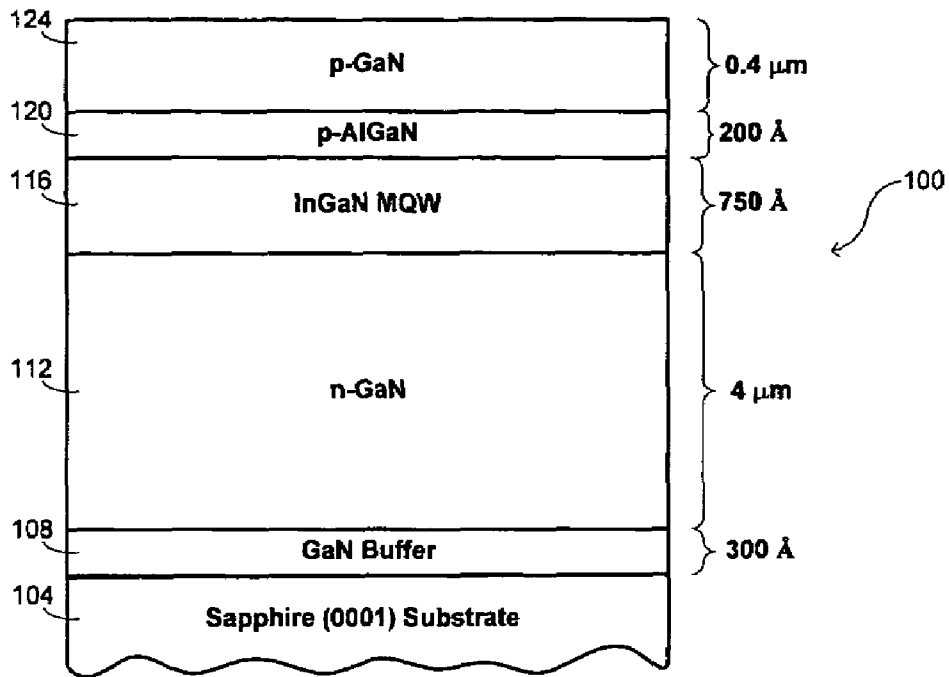 124
p-GaN
0.4 μm
120
p-AlGaN
200 Å
116
InGaN MQW
750 Å
100
112
n-GaN
4 μm
108
GaN Buffer
300 Å
104
Sapphire (0001) Substrate